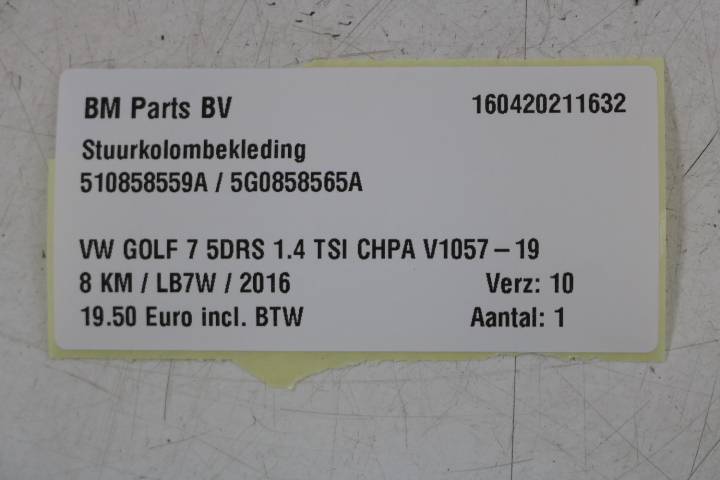 BM Parts BV 160420211632
Stuurkolombekleding
510858559A / 5G0858565A
VW GOLF 7 5DRS 1.4 TSI CHPA V1057-19
8 KM / LB7W / 2016 Verz: 10
19.50 Euro incl. BTW Aantal: 1